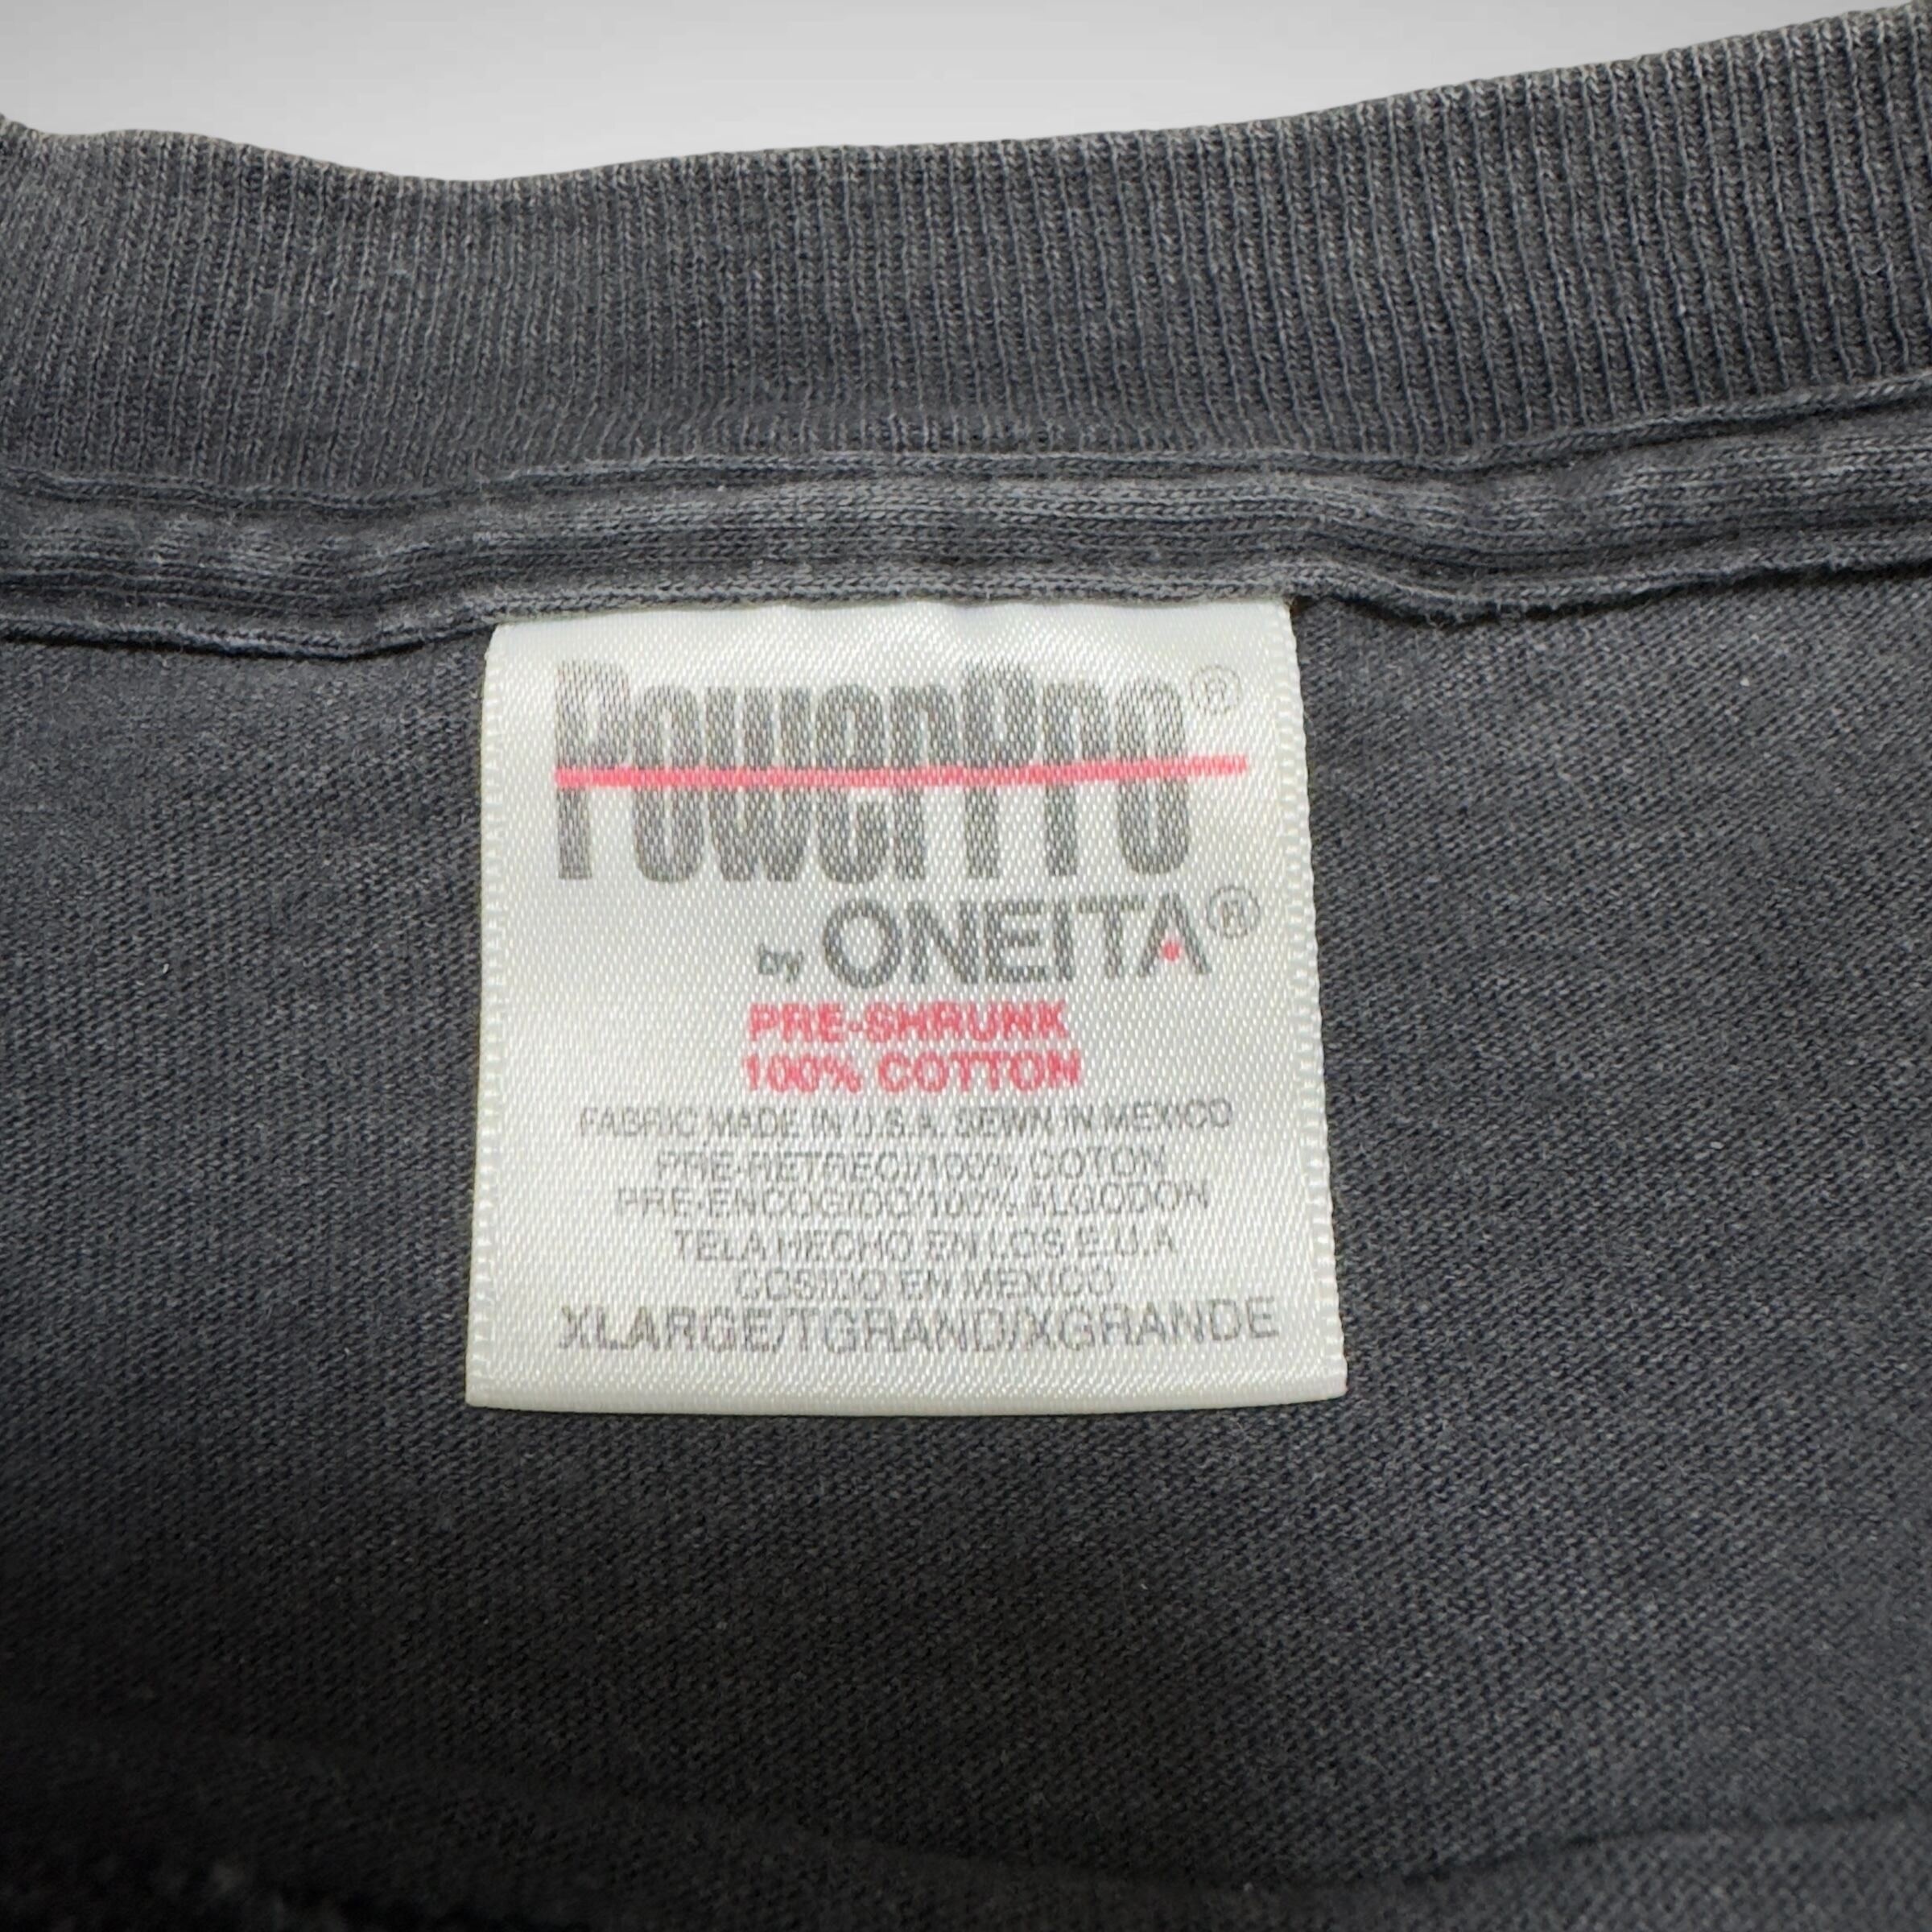 PowerPro®
by ONEITA®
PRE-SHRUNK
100% COTTON
FABRIC MADE IN U.S.A. SEWN IN MEXICO
PRE-RETRECI/100% COTON
PRE-ENCOGIDO/100% ALGODON
TELA HECHO EN LOS E.U.A
COSIDO EN MEXICO
XLARGE/TGRAND/XGRANDE